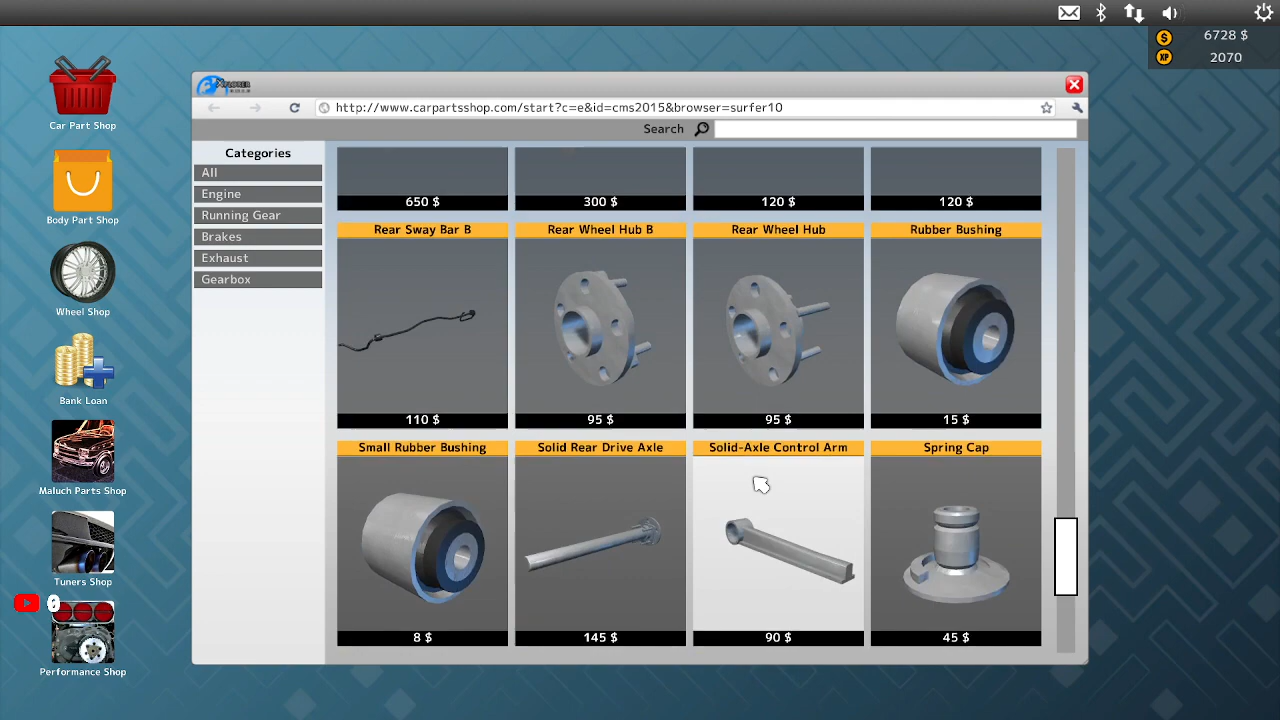 6728 $
2070
Car Part Shop
Body Part Shop
Wheel Shop
Bank Loan
Maluch Parts Shop
Tuners Shop
0
Performance Shop
http://www.carpartsshop.com/start?c=e&id=cms2015&browser=surfer10
Search
Categories
All
Engine
Running Gear
Brakes
Exhaust
Gearbox
650 $ 300 $ 120 $ 120 $
Rear Sway Bar B Rear Wheel Hub B Rear Wheel Hub Rubber Bushing
110 $ 95 $ 95 $ 15 $
Small Rubber Bushing Solid Rear Drive Axle Solid-Axle Control Arm Spring Cap
8 $ 145 $ 90 $ 45 $